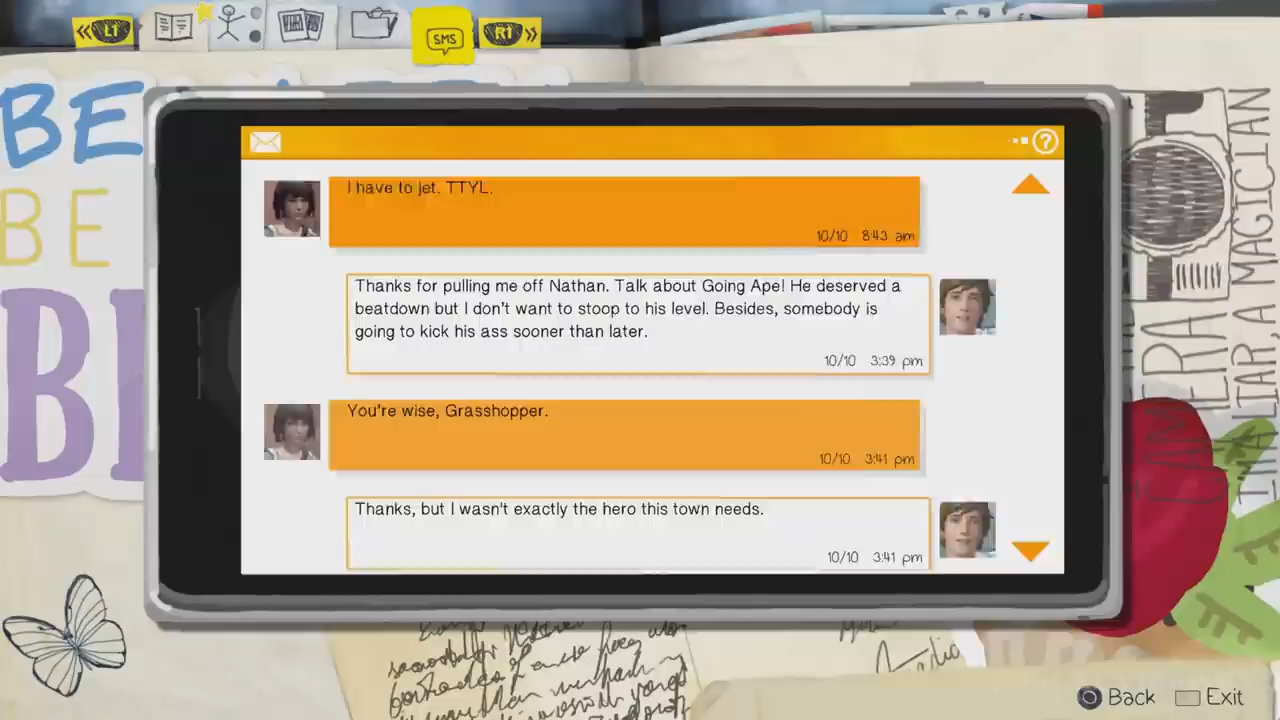 L1
SMS
R1
BE
BE
I have to jet. TTYL.
10/10 8:43 am
Thanks for pulling me off Nathan. Talk about Going Ape! He deserved a
beatdown but I don't want to stoop to his level. Besides, somebody is
going to kick his ass sooner than later.
10/10 3:39 pm
You're wise, Grasshopper.
10/10 3:41 pm
Thanks, but I wasn't exactly the hero this town needs.
10/10 3:41 pm
A MAGICIAN
Back
Exit